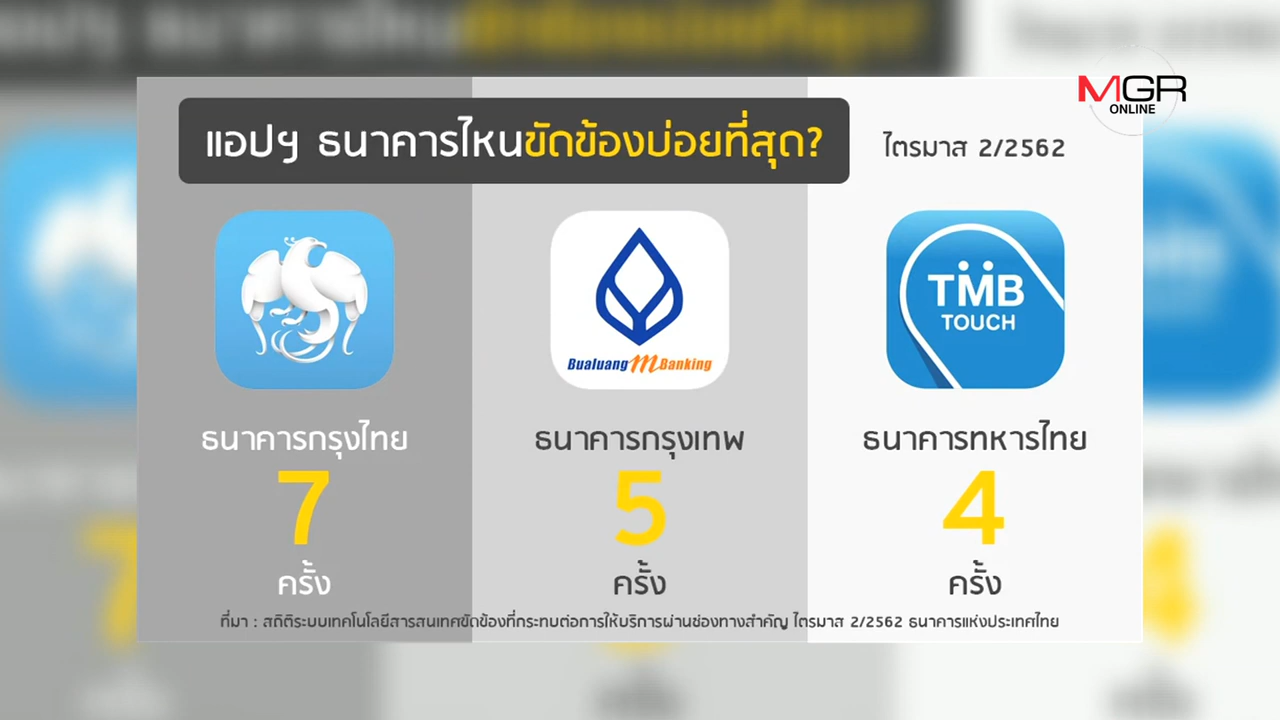 MGR
ONLINE
แอปฯ ธนาคารไหนขัดข้องบ่อยที่สุด?
ไตรมาส 2/2562
Bualuang mBanking
TMB
TOUCH
ธนาคารกรุงไทย
7
ครั้ง
ธนาคารกรุงเทพ
5
ครั้ง
ธนาคารทหารไทย
4
ครั้ง
ที่มา : สถิติระบบเทคโนโลยีสารสนเทศขัดข้องที่กระทบต่อการให้บริการผ่านช่องทางสำคัญ ไตรมาส 2/2562 ธนาคารแห่งประเทศไทย